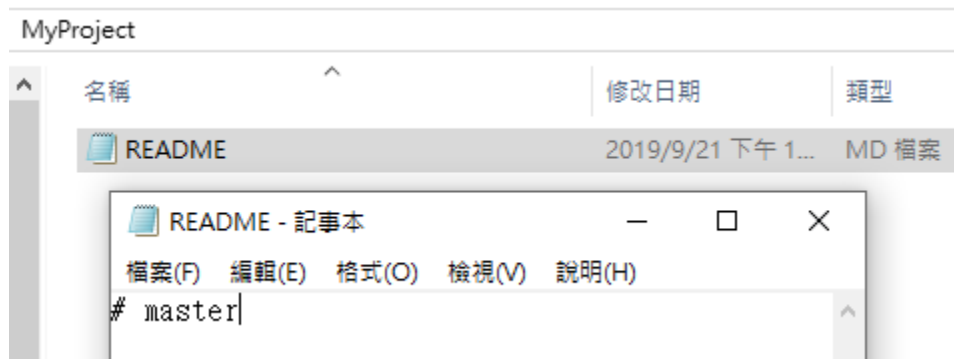 MyProject
名稱 修改日期 類型
README 2019/9/21 下午 1... MD 檔案
README - 記事本
檔案(F) 編輯(E) 格式(O) 檢視(V) 說明(H)
# master